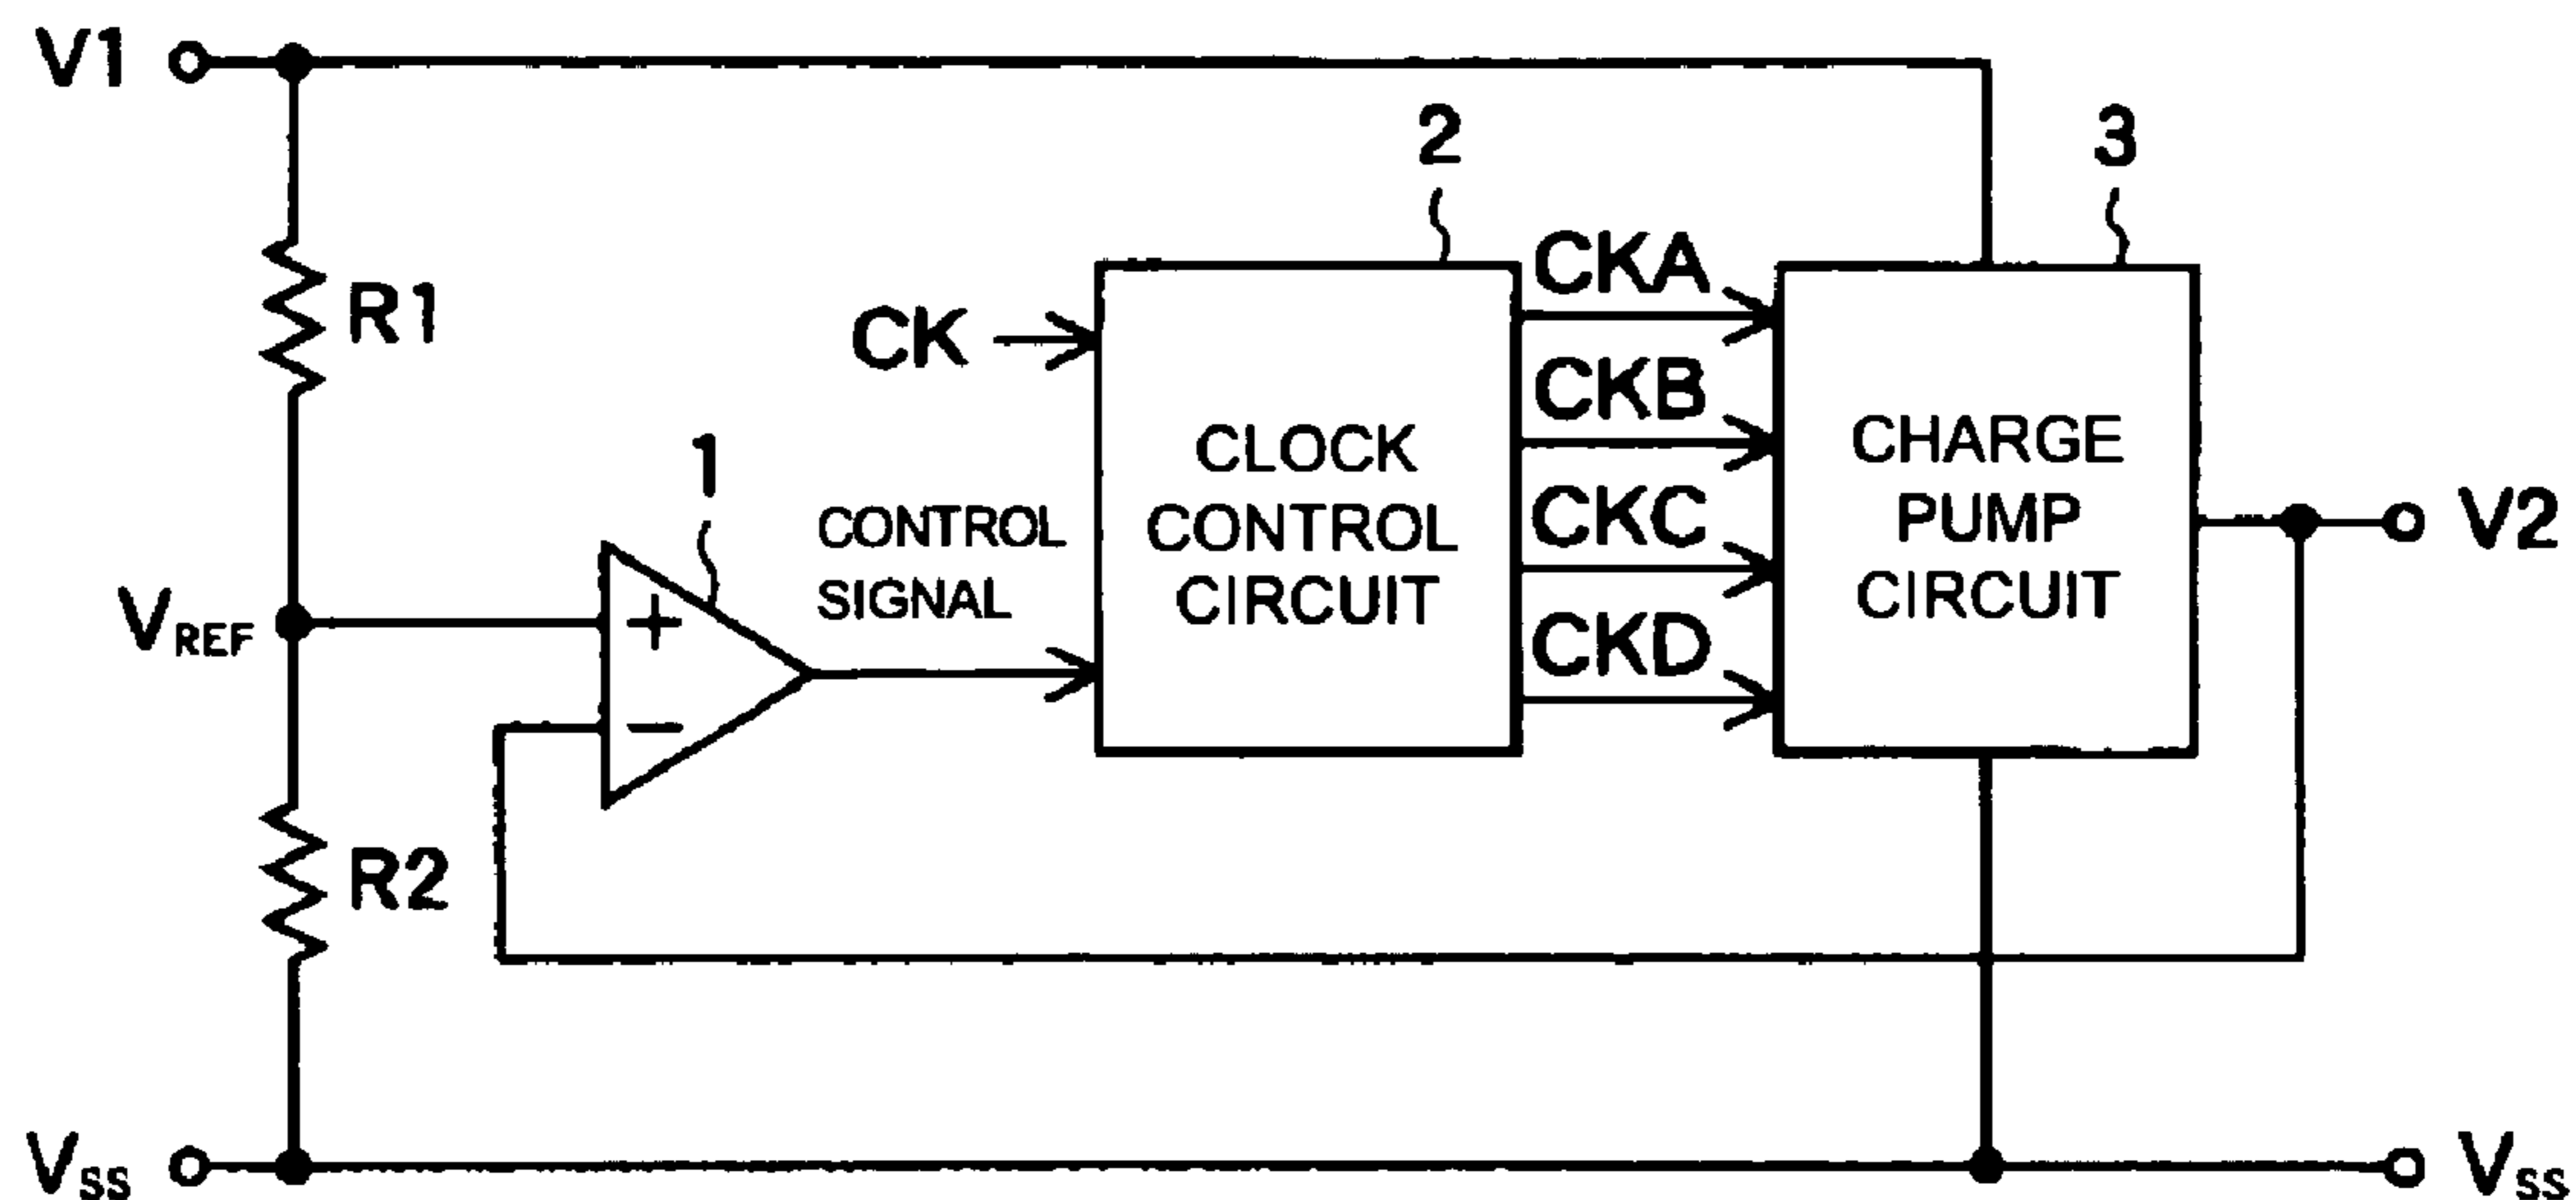 V1
2
3
CKA
R1
CK
CKB
CLOCK
CONTROL
CIRCUIT
CHARGE
PUMP
CIRCUIT
1
CONTROL
SIGNAL
CKC
V2
VREF
+
CKD
−
R2
VSS
VSS